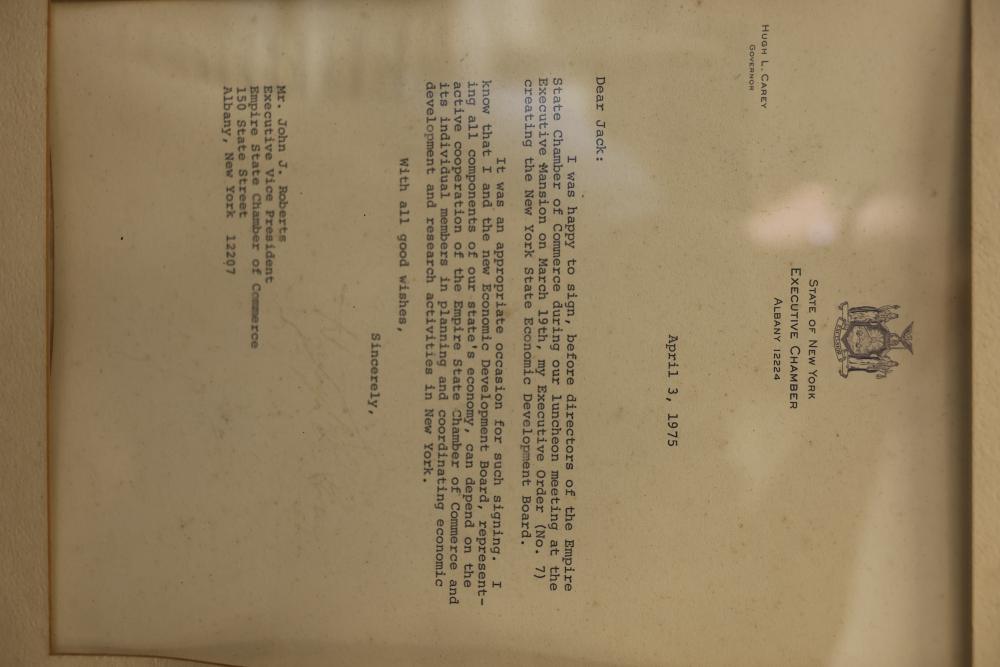 STATE OF NEW YORK
EXECUTIVE CHAMBER
ALBANY 12224
HUGH L. CAREY
GOVERNOR
April 3, 1975
Dear Jack:
I was happy to sign, before directors of the Empire
State Chamber of Commerce during our luncheon meeting at the
Executive Mansion on March 19th, my Executive Order (No. 7)
creating the New York State Economic Development Board.
It was an appropriate occasion for such signing. I
know that I and the new Economic Development Board, represent-
ing all components of our state's economy, can depend on the
active cooperation of the Empire State Chamber of Commerce and
its individual members in planning and coordinating economic
development and research activities in New York.
With all good wishes,
Sincerely,
Mr. John J. Roberts
Executive Vice President
Empire State Chamber of Commerce
150 State Street
Albany, New York 12207